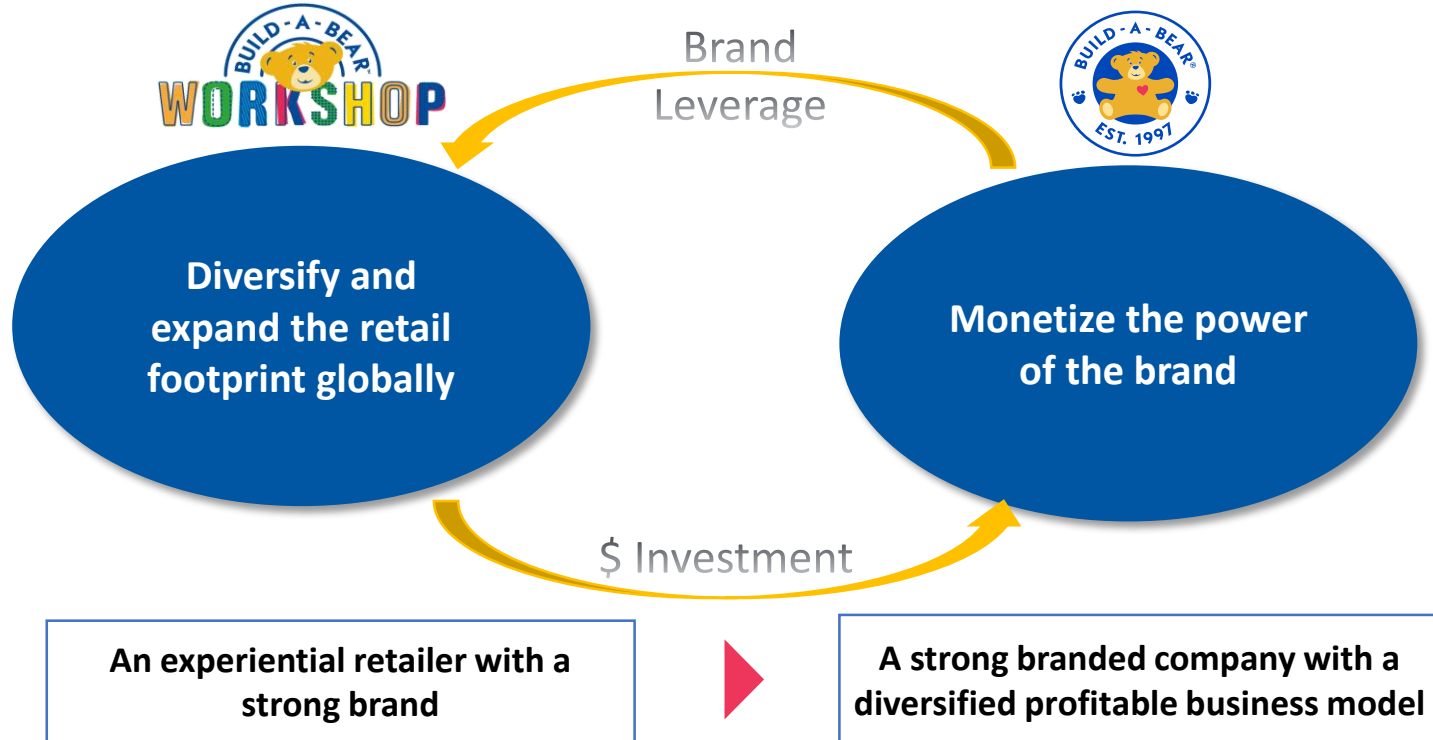 BUILD-A-BEAR
WORKSHOP
Brand
Leverage
BUILD-A-BEAR®
EST. 1997
Diversify and
expand the retail
footprint globally
Monetize the power
of the brand
$ Investment
An experiential retailer with a
strong brand
A strong branded company with a
diversified profitable business model